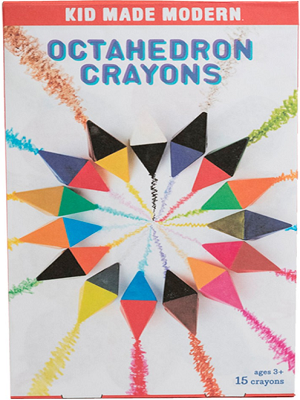 KID MADE MODERN
OCTAHEDRON
CRAYONS
ages 3+
15 crayons